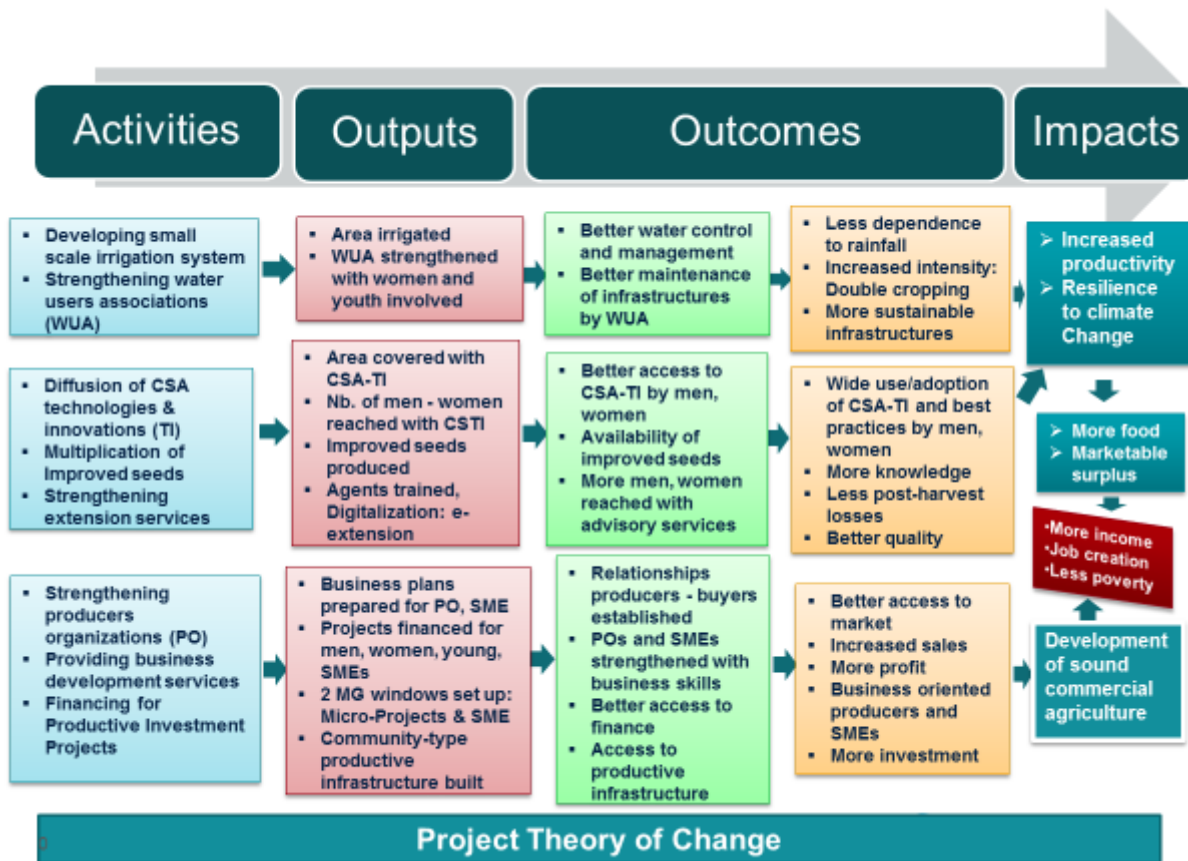 Activities
Outputs
Outcomes
Impacts
▪ Developing small
scale irrigation system
▪ Strengthening water
users associations
(WUA)
▪ Area irrigated
▪ WUA strengthened
with women and
youth involved
▪ Better water control
and management
▪ Better maintenance
of infrastructures
by WUA
▪ Less dependence
to rainfall
▪ Increased intensity:
Double cropping
▪ More sustainable
infrastructures
➢ Increased
productivity
➢ Resilience
to climate
Change
▪ Diffusion of CSA
technologies &
innovations (TI)
▪ Multiplication of
Improved seeds
▪ Strengthening
extension services
▪ Area covered with
CSA-TI
▪ Nb. of men - women
reached with CSTI
▪ Improved seeds
produced
▪ Agents trained,
Digitalization: e-
extension
▪ Better access to
CSA-TI by men,
women
▪ Availability of
improved seeds
▪ More men, women
reached with
advisory services
▪ Wide use/adoption
of CSA-TI and best
practices by men,
women
▪ More knowledge
▪ Less post-harvest
losses
▪ Better quality
➢ More food
➢ Marketable
surplus
•More income
•Job creation
•Less poverty
▪ Strengthening
producers
organizations (PO)
▪ Providing business
development services
▪ Financing for
Productive Investment
Projects
▪ Business plans
prepared for PO, SME
▪ Projects financed for
men, women, young,
SMEs
▪ 2 MG windows set up:
Micro-Projects & SME
▪ Community-type
productive
infrastructure built
▪ Relationships
producers - buyers
established
▪ POs and SMEs
strengthened with
business skills
▪ Better access to
finance
▪ Access to
productive
infrastructure
▪ Better access to
market
▪ Increased sales
▪ More profit
▪ Business oriented
producers and
SMEs
▪ More investment
Development
of sound
commercial
agriculture
Project Theory of Change